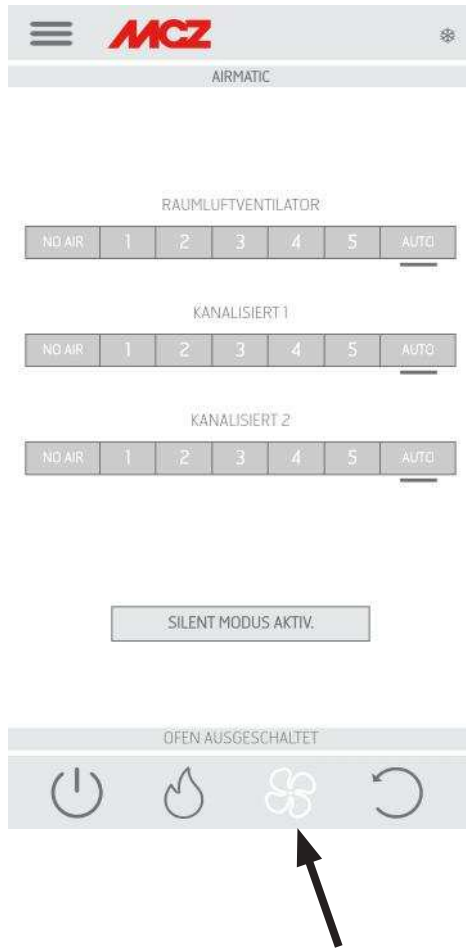 MCZ
AIRMATIC
RAUMLUFTVENTILATOR
NO AIR 1 2 3 4 5 AUTO
KANALISIERT 1
NO AIR 1 2 3 4 5 AUTO
KANALISIERT 2
NO AIR 1 2 3 4 5 AUTO
SILENT MODUS AKTIV.
OFEN AUSGESCHALTET